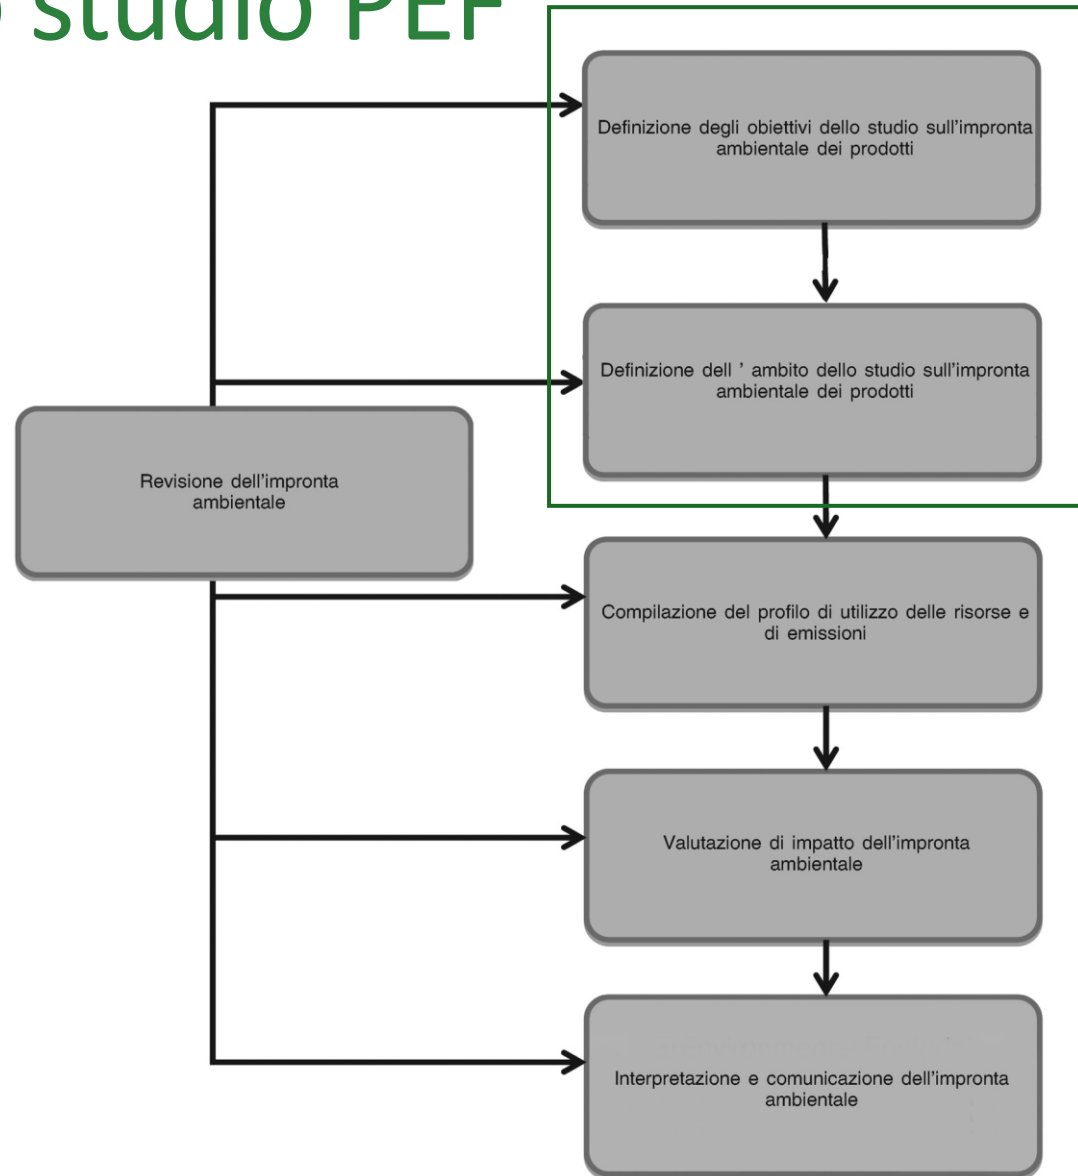 studio PEF
Definizione degli obiettivi dello studio sull'impronta
ambientale dei prodotti
Definizione dell ' ambito dello studio sull'impronta
ambientale dei prodotti
Revisione dell'impronta
ambientale
Compilazione del profilo di utilizzo delle risorse e
di emissioni
Valutazione di impatto dell'impronta
ambientale
Interpretazione e comunicazione dell'impronta
ambientale